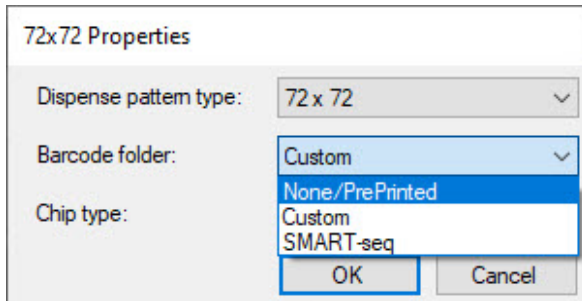 72x72 Properties
Dispense pattern type: 72 x 72
Barcode folder: Custom
None/PrePrinted
Chip type: Custom
SMART-seq
OK Cancel